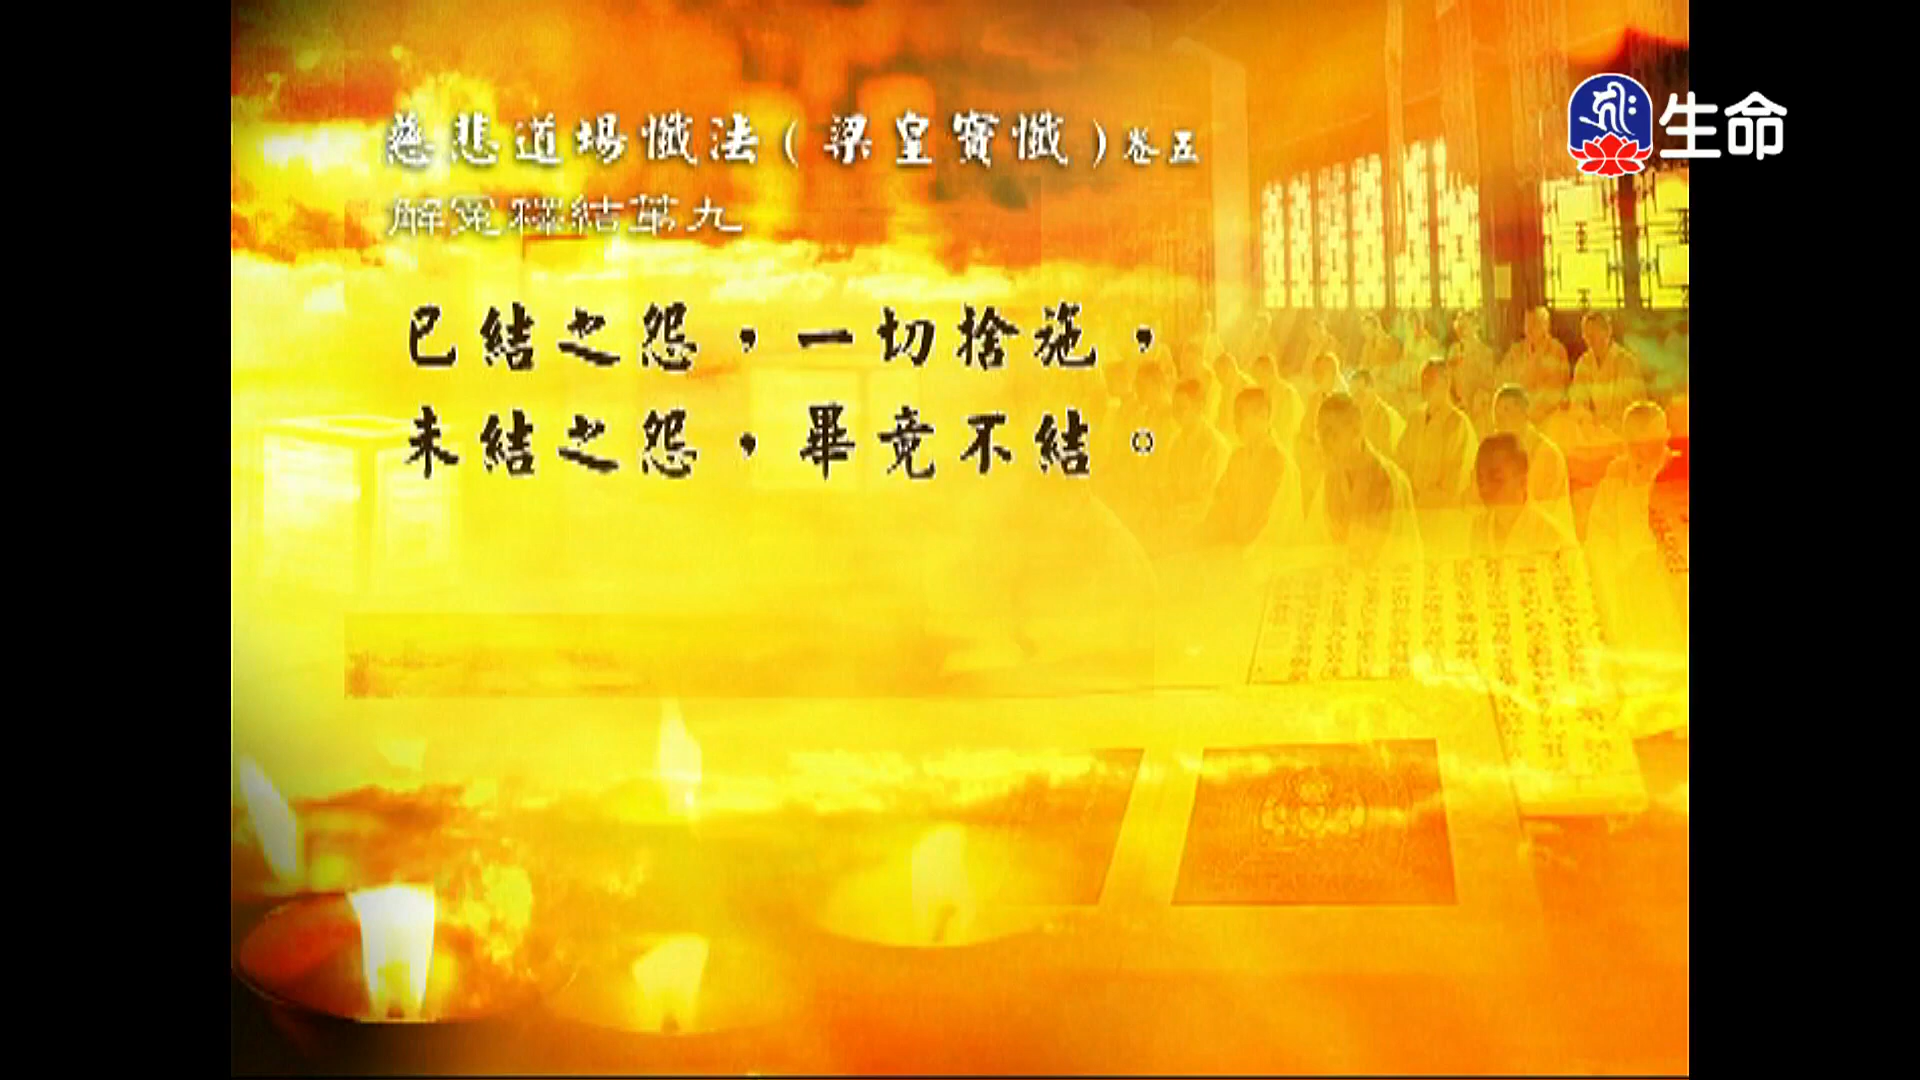 慈悲道場懺法(梁皇寶懺)卷五
解冤釋結第九
已結之怨，一切捨施，
未結之怨，畢竟不結。
生命